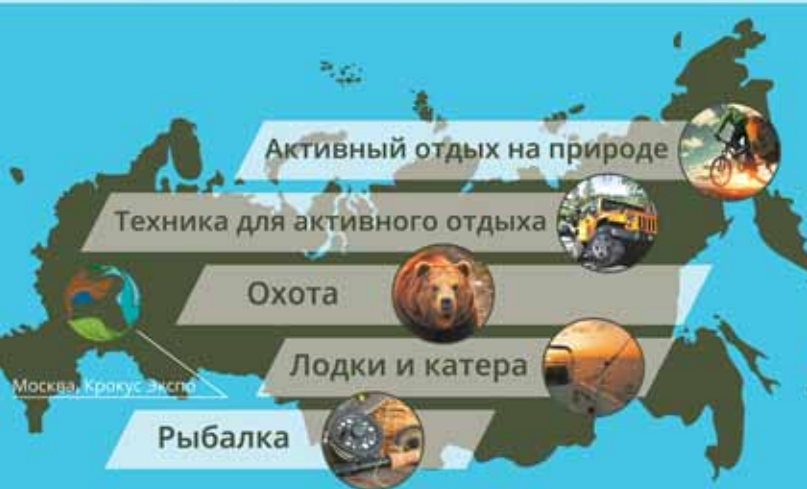 Активный отдых на природе
Техника для активного отдыха
Охота
Лодки и катера
Москва, Крокус Экспо
Рыбалка